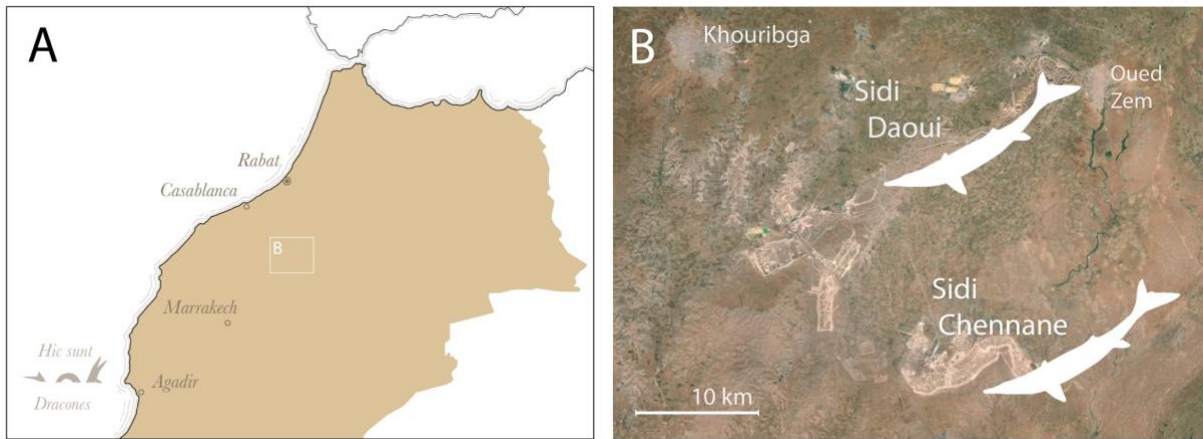 A
Rabat
Casablanca
B
Marrakech
Hic sunt
Dracones
Agadir
B
Khouribga
Sidi
Daoui
Oued
Zem
Sidi
Chennane
10 km